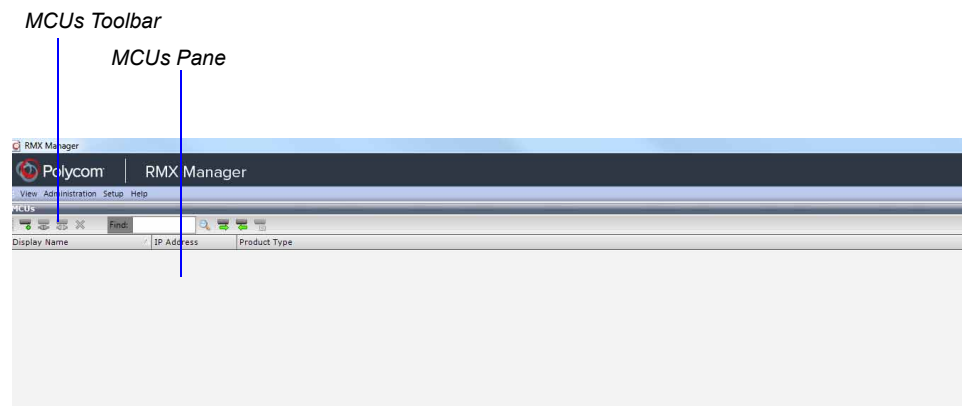 MCUs Toolbar
MCUs Pane
RMX Manager
Polycom RMX Manager
View Administration Setup Help
MCUs
Find:
Display Name IP Address Product Type